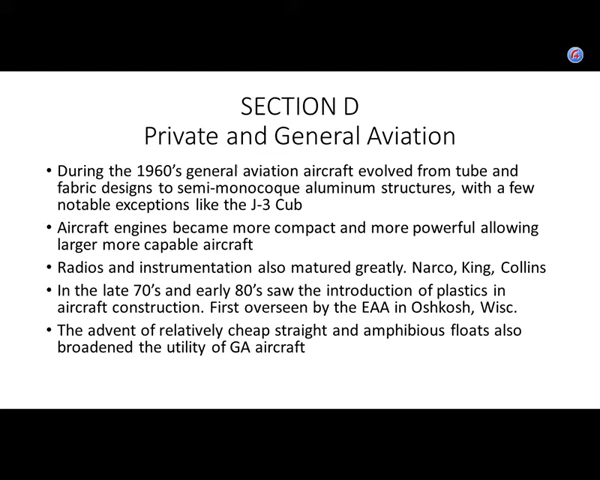 SECTION D
Private and General Aviation
• During the 1960's general aviation aircraft evolved from tube and
fabric designs to semi-monocoque aluminum structures, with a few
notable exceptions like the J-3 Cub
• Aircraft engines became more compact and more powerful allowing
larger more capable aircraft
• Radios and instrumentation also matured greatly. Narco, King, Collins
• In the late 70's and early 80's saw the introduction of plastics in
aircraft construction. First overseen by the EAA in Oshkosh, Wisc.
• The advent of relatively cheap straight and amphibious floats also
broadened the utility of GA aircraft